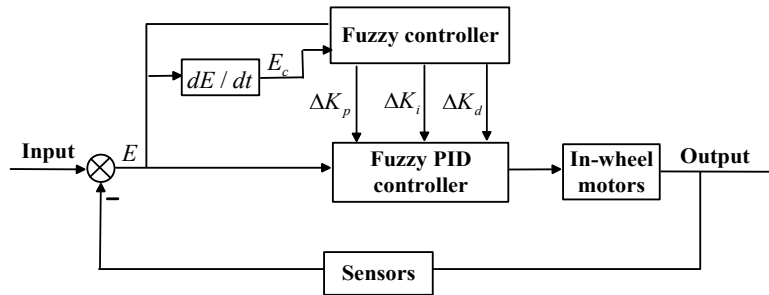 Fuzzy controller
dE / dt
E_c
ΔK_p
ΔK_i
ΔK_d
Input
E
Fuzzy PID
controller
In-wheel
motors
Output
−
Sensors